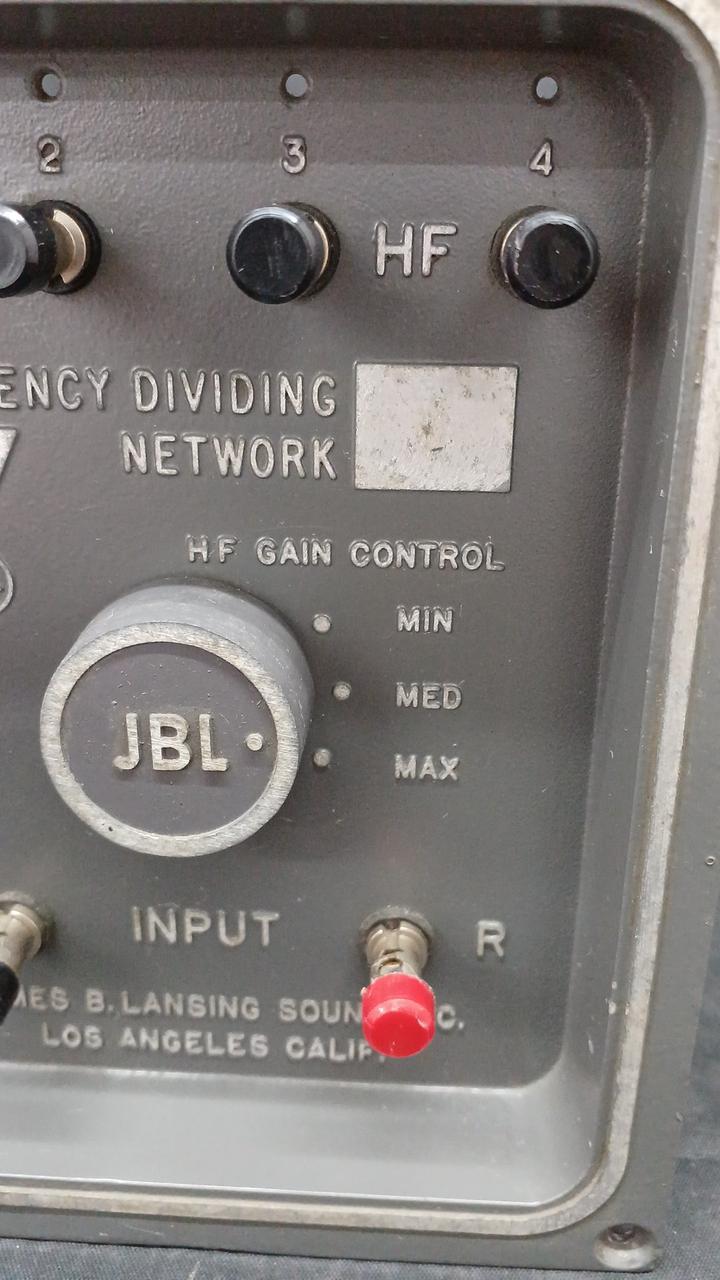 2 3 4
HF
ENCY DIVIDING
NETWORK
HF GAIN CONTROL
MIN
MED
JBL
MAX
INPUT R
MES B. LANSING SOUN C.
LOS ANGELES CALIF.